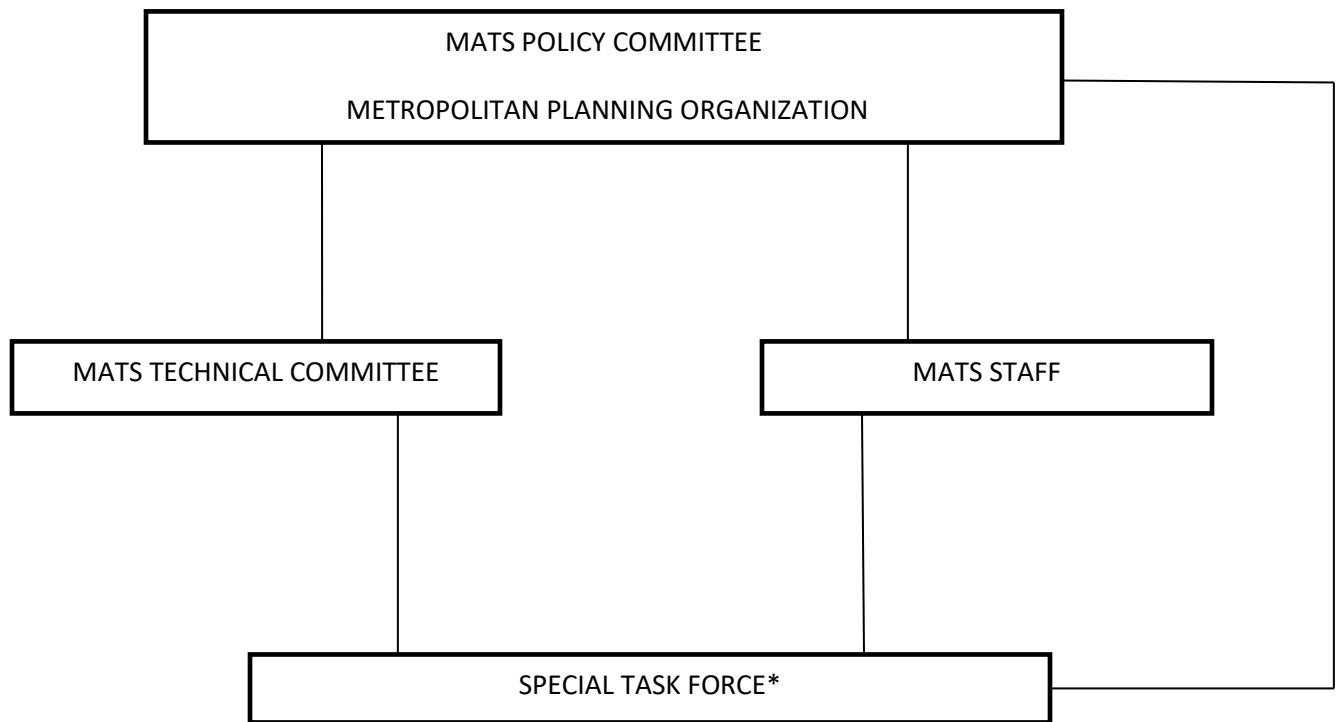 MATS POLICY COMMITTEE
METROPOLITAN PLANNING ORGANIZATION
MATS TECHNICAL COMMITTEE
MATS STAFF
SPECIAL TASK FORCE*